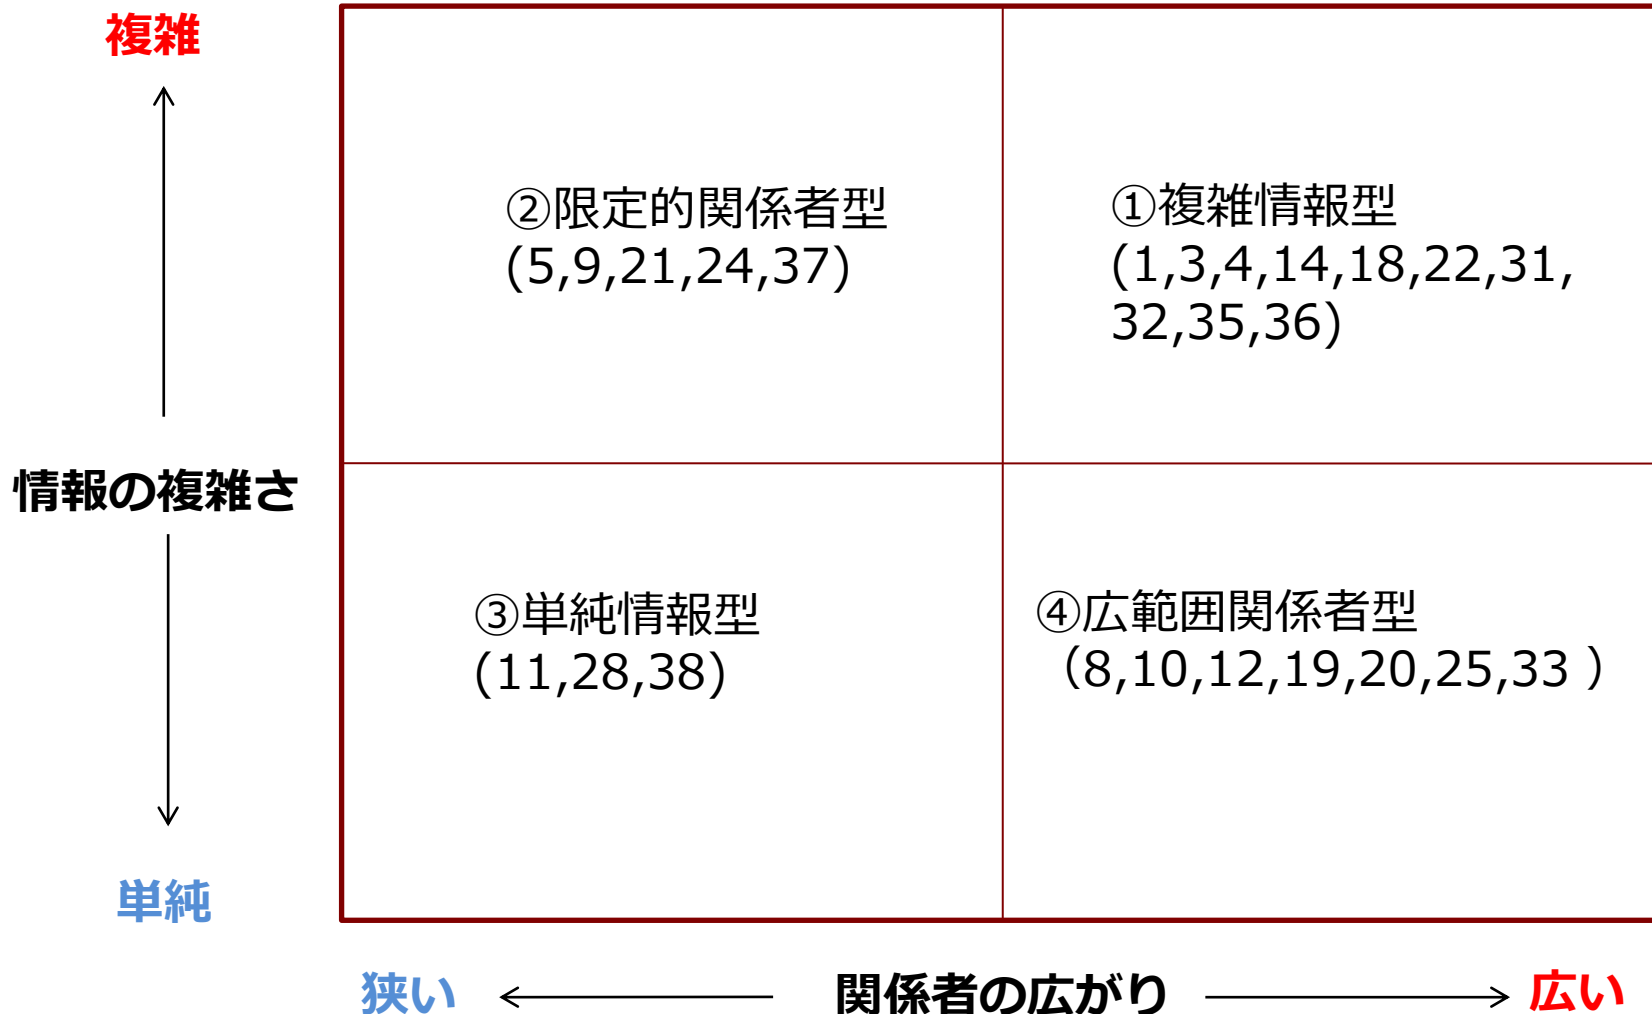 複雑
②限定的関係者型
(5,9,21,24,37)
①複雑情報型
(1,3,4,14,18,22,31,
32,35,36)
情報の複雑さ
③単純情報型
(11,28,38)
④広範囲関係者型
（8,10,12,19,20,25,33 ）
単純
狭い
関係者の広がり
広い